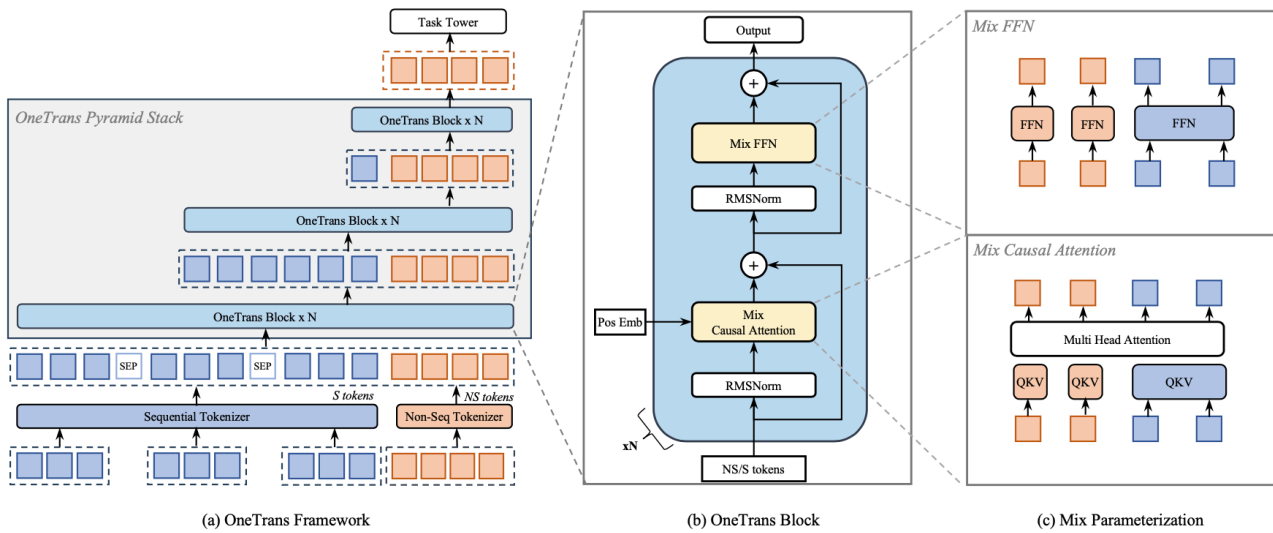 Task Tower
OneTrans Pyramid Stack
OneTrans Block x N
OneTrans Block x N
OneTrans Block x N
SEP
SEP
S tokens
NS tokens
Sequential Tokenizer
Non-Seq Tokenizer
(a) OneTrans Framework
Output
+
Mix FFN
RMSNorm
+
Pos Emb
Mix
Causal Attention
RMSNorm
xN
NS/S tokens
(b) OneTrans Block
Mix FFN
FFN
FFN
FFN
Mix Causal Attention
Multi Head Attention
QKV
QKV
QKV
(c) Mix Parameterization